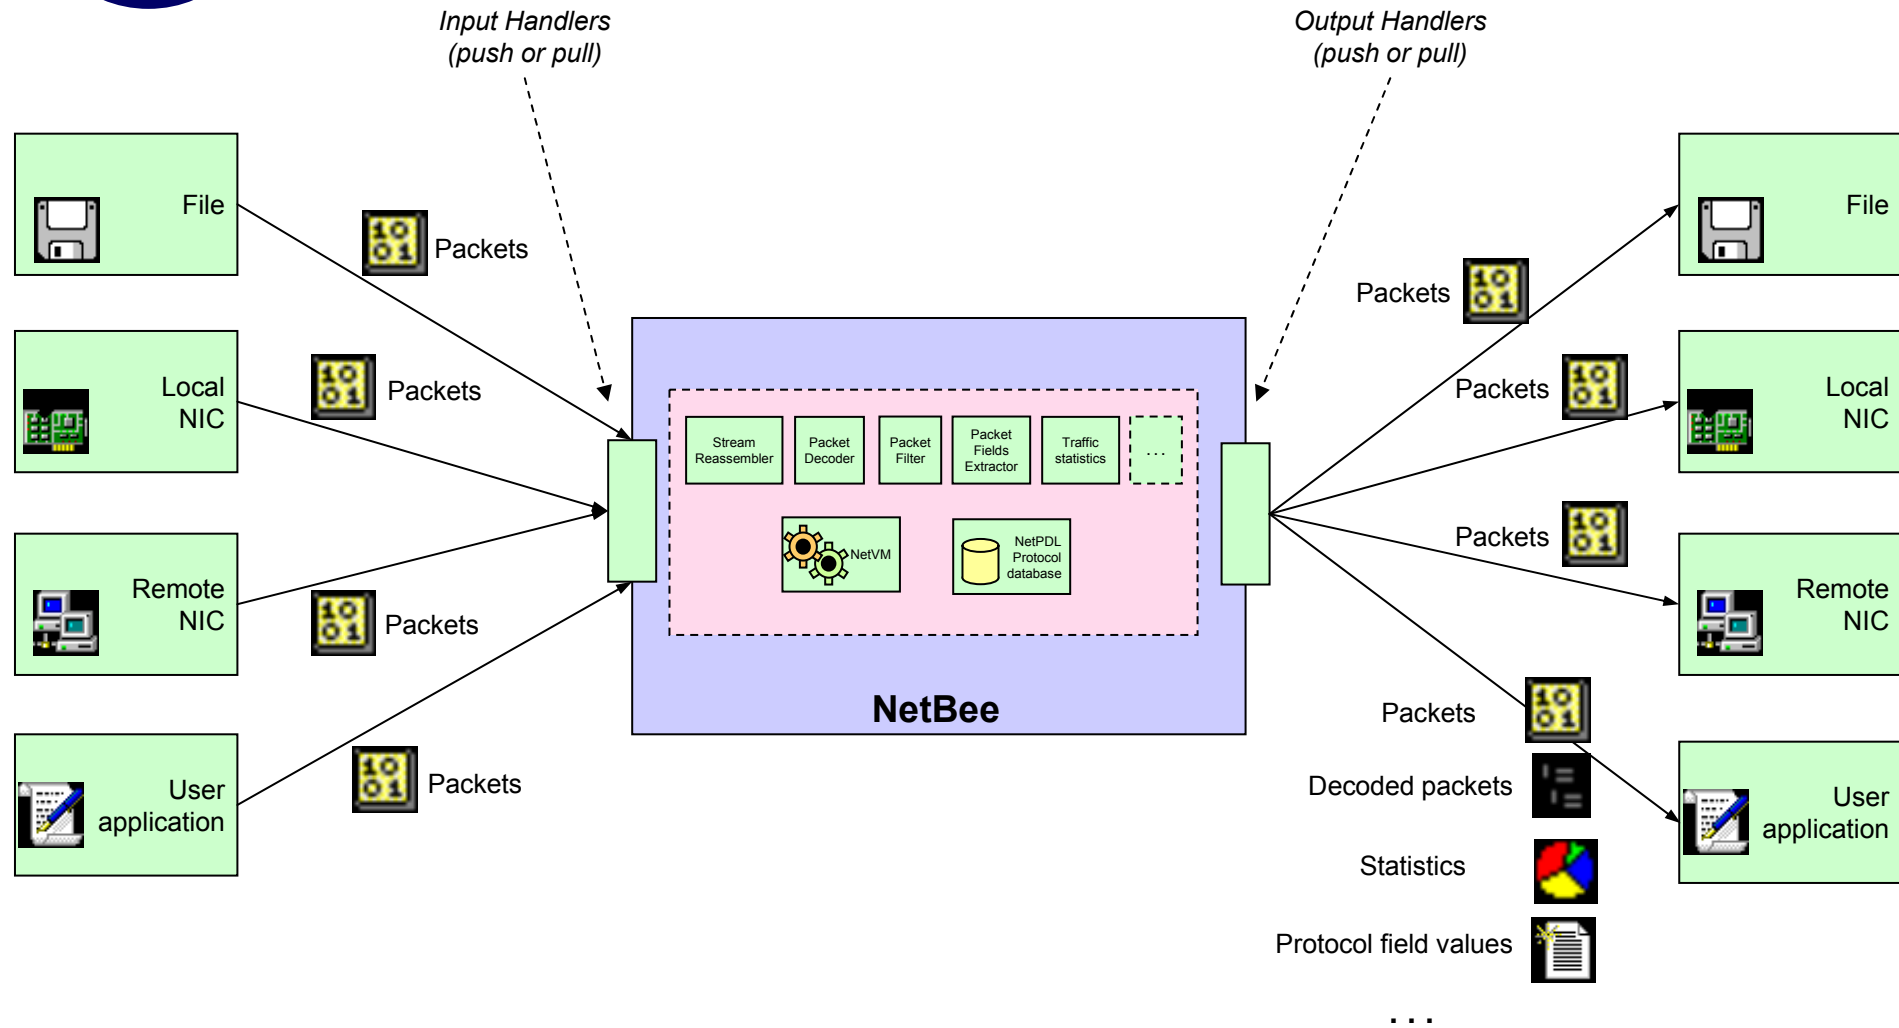 Input Handlers
(push or pull)
Output Handlers
(push or pull)
File
Packets
Local
NIC
Packets
Remote
NIC
Packets
User
application
Packets
Stream
Reassembler
Packet
Decoder
Packet
Filter
Packet
Fields
Extractor
Traffic
statistics
...
NetVM
NetPDL
Protocol
database
NetBee
Packets
File
Packets
Local
NIC
Packets
Remote
NIC
Packets
Decoded packets
Statistics
Protocol field values
...
User
application